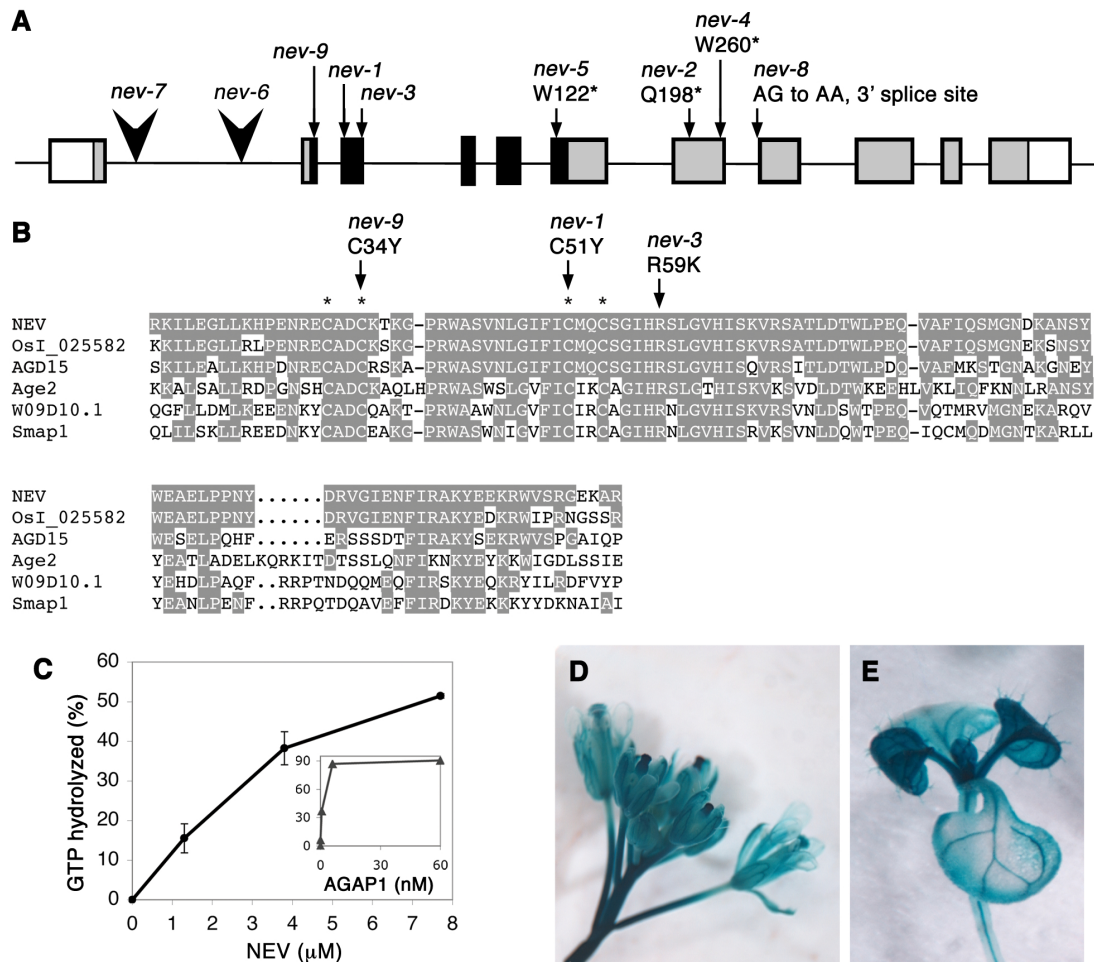 A
nev-7
nev-6
nev-9
nev-1
nev-3
nev-5
W122*
nev-2
Q198*
nev-4
W260*
nev-8
AG to AA, 3' splice site
B
nev-9
C34Y
nev-1
C51Y
nev-3
R59K
* * * *
NEV RKILEGLLKHPENRECADCKTKG-PRWASVNLGIFICMQCSGIHRSLGVHISKVRSATLDTWLPEQ-VAFIQSMGNDKANSY
OsI_025582 KKILEGLLRLPENRECADCKSKG-PRWASVNLGIFICMQCSGIHRSLGVHISKVRSATLDTWLPEQ-VAFIQSMGNEKSNSY
AGD15 SKILEALLKHPDNRECADCRSKA-PRWASVNLGIFICMQCSGIHRSLGVHISQVRSITLDTWLPDQ-VAFMKSTGNAKGNEY
Age2 KKALSALLRDPGNSHCADCKAQLHPRWASWSLGVFICIKCAGIHRSLGTHISKVKSVDLDTWKEEHLVKLIQFKNNLRANSY
W09D10.1 QGFLLDMLKEEENKYCADCQAKT-PRWAAWNLGVFICIRCAGIHRNLGVHISKVRSVNLDSWTPEQ-VQTMRVMGNEKARQV
Smap1 QLILSKLLREEDNKYCADCEAKG-PRWASWNIGVFICIRCAGIHRNLGVHISRVKSVNLDQWTPEQ-IQCMQDMGNTKARLL
NEV WEAELPPNY......DRVGIENFIRAKYEEKRWVSRGEKAR
OsI_025582 WEAELPPNY......DRVGIENFIRAKYEDKRWIPRNGSSR
AGD15 WESELPQHF......ERSSSDTFIRAKYSEKRWVSPGAIQP
Age2 YEATLADELKQRKITDTSSLQNFIKNKYEYKKWIGDLSSIE
W09D10.1 YEHDLPAQF..RRPTNDQQMEQFIRSKYEQKRYILRDFVYP
Smap1 YEANLPENF..RRPQTDQAVEFFIRDKYEKKKYYDKNAIAI
C
GTP hydrolyzed (%)
60
50
40
30
20
10
0
0 1 2 3 4 5 6 7 8
NEV (μM)
90
60
30
0
0 30 60
AGAP1 (nM)
D
E